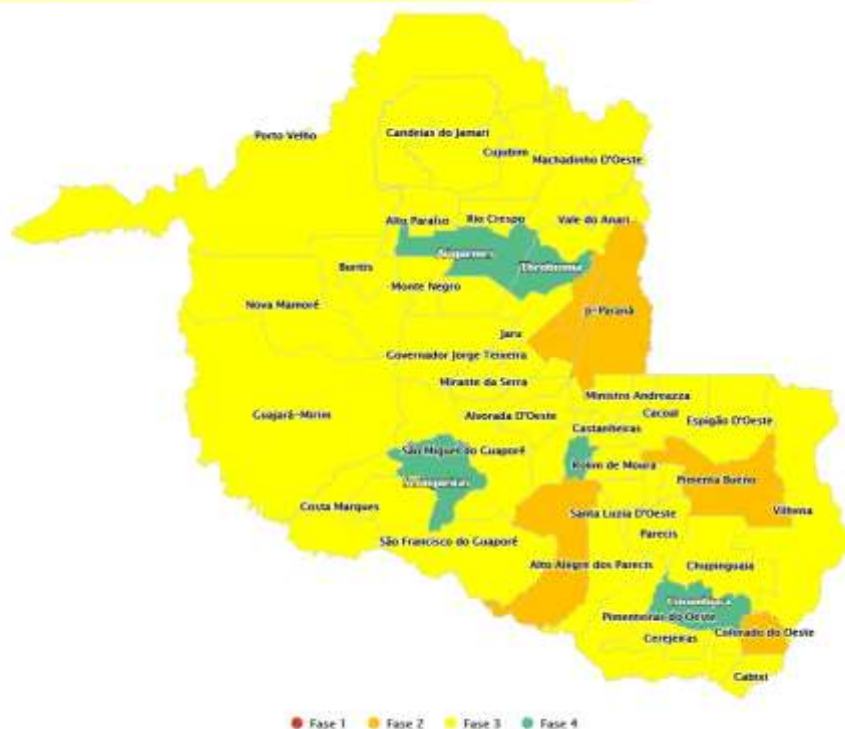 Porto Velho
Candeias do Jamari
Cujubim
Machadinho D'Oeste
Alto Paraíso
Rio Crespo
Vale do Anari
Ariquemes
Theobroma
Buritis
Monte Negro
Nova Mamoré
Ji-Paraná
Jaru
Governador Jorge Teixeira
Mirante da Serra
Ministro Andreazza
Guajará-Mirim
Alvorada D'Oeste
Cacoal
Espigão D'Oeste
Castanheiras
São Miguel do Guaporé
Rolim de Moura
Seringueiras
Pimenta Bueno
Costa Marques
Santa Luzia D'Oeste
Vilhena
São Francisco do Guaporé
Parecis
Alto Alegre dos Parecis
Chupinguaia
Corumbiara
Pimenteiras do Oeste
Colorado do Oeste
Cerejeiras
Cabixi
Fase 1 Fase 2 Fase 3 Fase 4